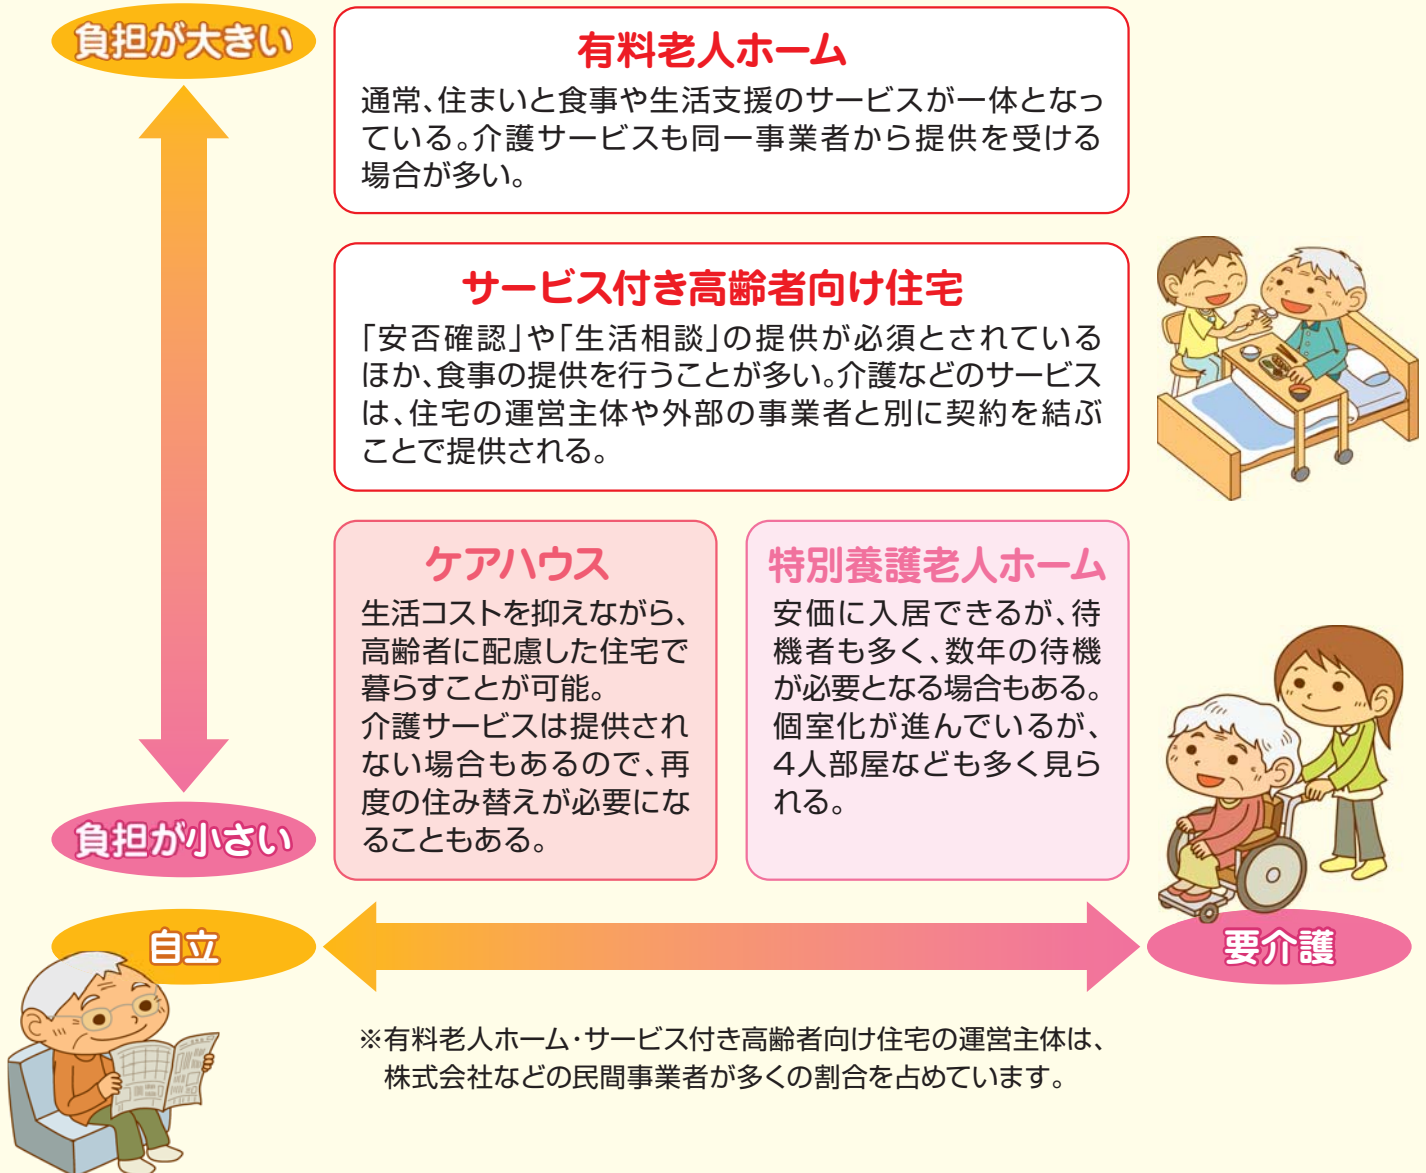 負担が大きい
有料老人ホーム
通常、住まいと食事や生活支援のサービスが一体となっ
ている。介護サービスも同一事業者から提供を受ける
場合が多い。
サービス付き高齢者向け住宅
「安否確認」や「生活相談」の提供が必須とされている
ほか、食事の提供を行うことが多い。介護などのサービス
は、住宅の運営主体や外部の事業者と別に契約を結ぶ
ことで提供される。
ケアハウス
生活コストを抑えながら、
高齢者に配慮した住宅で
暮らすことが可能。
介護サービスは提供され
ない場合もあるので、再
度の住み替えが必要にな
ることもある。
特別養護老人ホーム
安価に入居できるが、待
機者も多く、数年の待機
が必要となる場合もある。
個室化が進んでいるが、
4人部屋なども多く見ら
れる。
負担が小さい
自立
要介護
※有料老人ホーム・サービス付き高齢者向け住宅の運営主体は、
株式会社などの民間事業者が多くの割合を占めています。